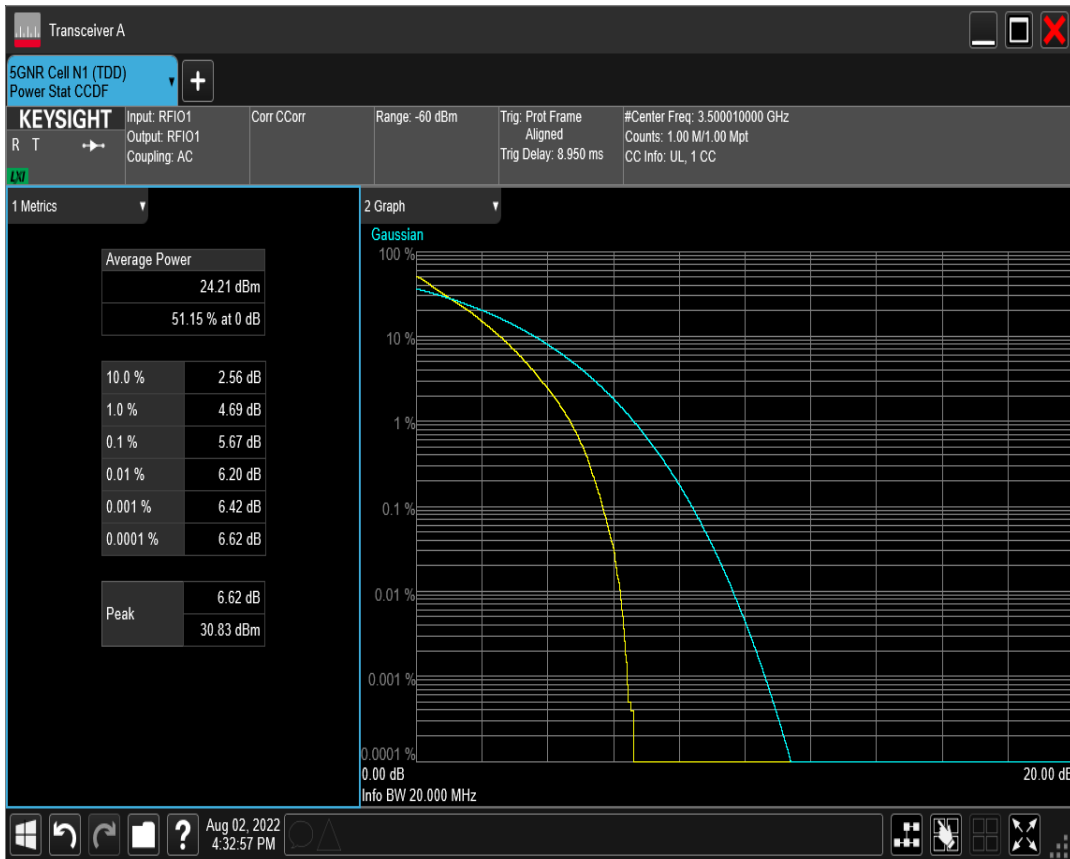 Transceiver A
5GNR Cell N1 (TDD)
Power Stat CCDF
+
KEYSIGHT
R T
LXI
Input: RFIO1
Output: RFIO1
Coupling: AC
Corr CCorr
Range: -60 dBm
Trig: Prot Frame
Aligned
Trig Delay: 8.950 ms
#Center Freq: 3.500010000 GHz
Counts: 1.00 M/1.00 Mpt
CC Info: UL, 1 CC
1 Metrics
Average Power
24.21 dBm
51.15 % at 0 dB
10.0 % 2.56 dB
1.0 % 4.69 dB
0.1 % 5.67 dB
0.01 % 6.20 dB
0.001 % 6.42 dB
0.0001 % 6.62 dB
Peak 6.62 dB
30.83 dBm
2 Graph
Gaussian
100 %
10 %
1 %
0.1 %
0.01 %
0.001 %
0.0001 %
0.00 dB 20.00 dB
Info BW 20.000 MHz
?
Aug 02, 2022
4:32:57 PM